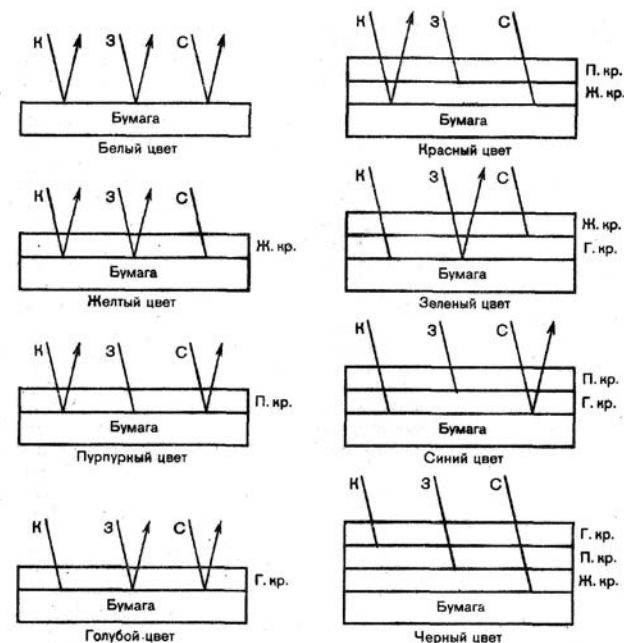 К З С
Бумага
Белый цвет
К З С
Ж. кр.
Бумага
Желтый цвет
К З С
П. кр.
Бумага
Пурпурный цвет
К З С
Г. кр.
Бумага
Голубой цвет
К З С
П. кр.
Ж. кр.
Бумага
Красный цвет
К З С
Ж. кр.
Г. кр.
Бумага
Зеленый цвет
К З С
П. кр.
Г. кр.
Бумага
Синий цвет
К З С
Г. кр.
П. кр.
Ж. кр.
Бумага
Черный цвет